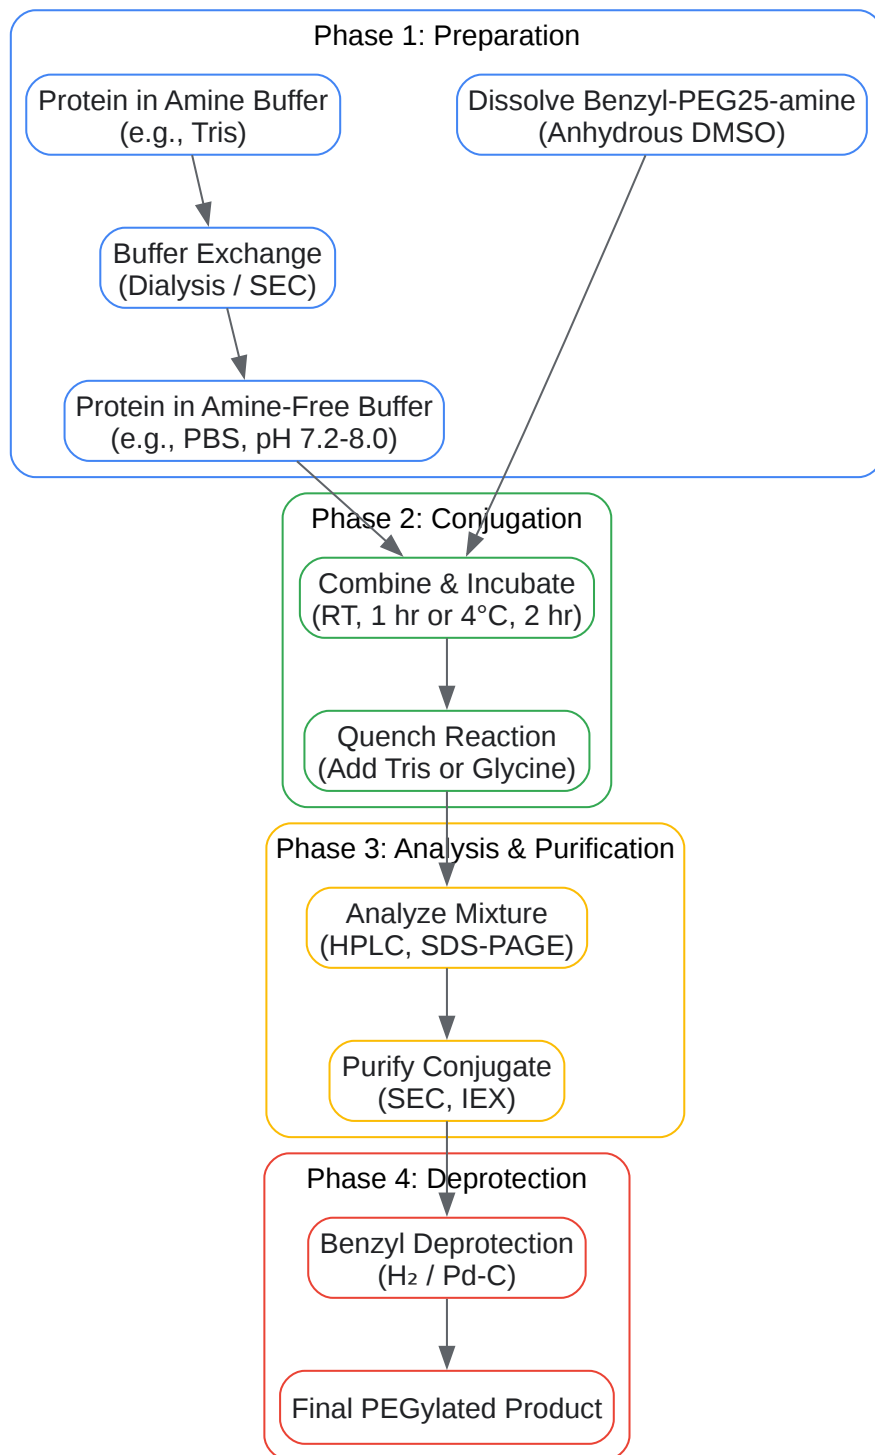 Phase 1: Preparation
Protein in Amine Buffer
(e.g., Tris)
Dissolve Benzyl-PEG25-amine
(Anhydrous DMSO)
Buffer Exchange
(Dialysis / SEC)
Protein in Amine-Free Buffer
(e.g., PBS, pH 7.2-8.0)
Phase 2: Conjugation
Combine & Incubate
(RT, 1 hr or 4°C, 2 hr)
Quench Reaction
(Add Tris or Glycine)
Phase 3: Analysis & Purification
Analyze Mixture
(HPLC, SDS-PAGE)
Purify Conjugate
(SEC, IEX)
Phase 4: Deprotection
Benzyl Deprotection
(H₂ / Pd-C)
Final PEGylated Product